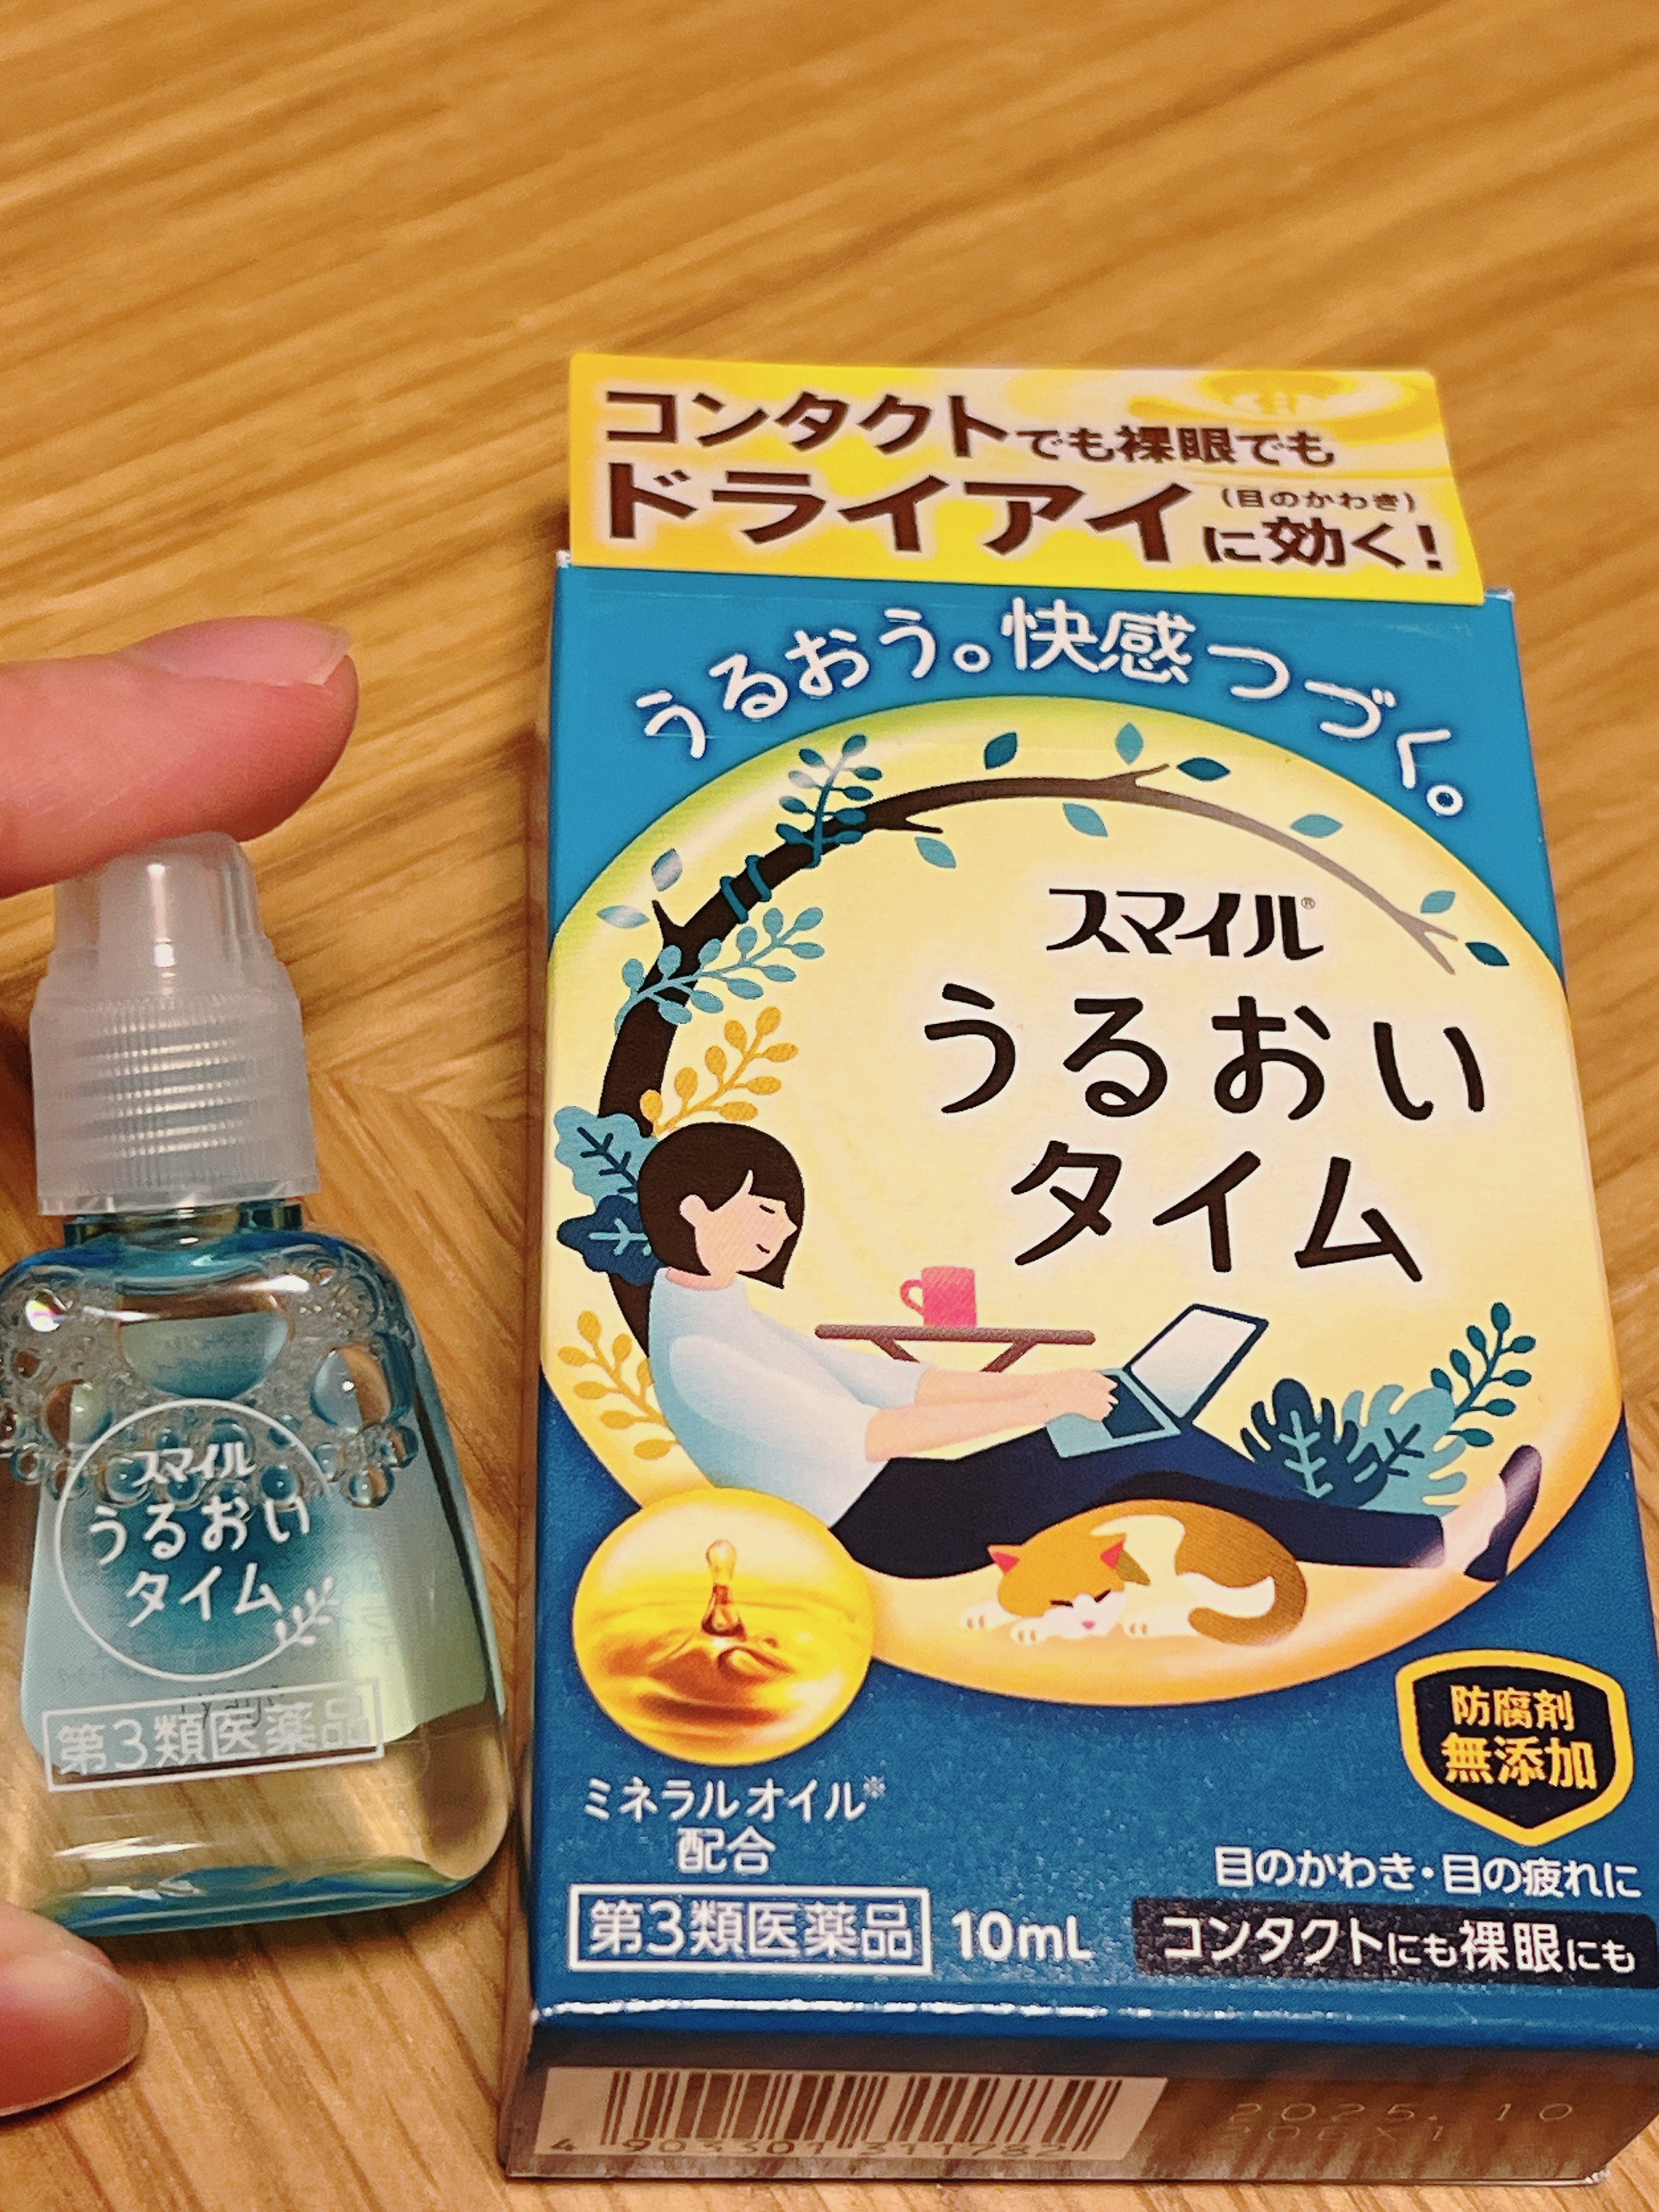 コンタクトでも裸眼でも
ドライアイ(目のかわき)に効く!
うるおう。快感つづく。
スマイル®
うるおい
タイム
ミネラルオイル※
配合
防腐剤
無添加
目のかわき・目の疲れに
第3類医薬品 10mL コンタクトにも裸眼にも
4 903301 311782
2025.10
スマイル
うるおい
タイム
第3類医薬品